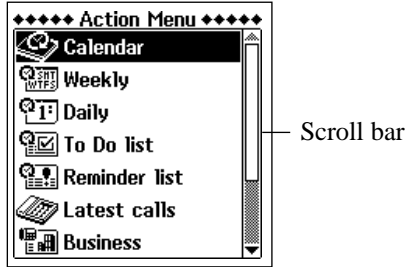 Action Menu
Calendar
Weekly
Daily
To Do list
Scroll bar
Reminder list
Latest calls
Business